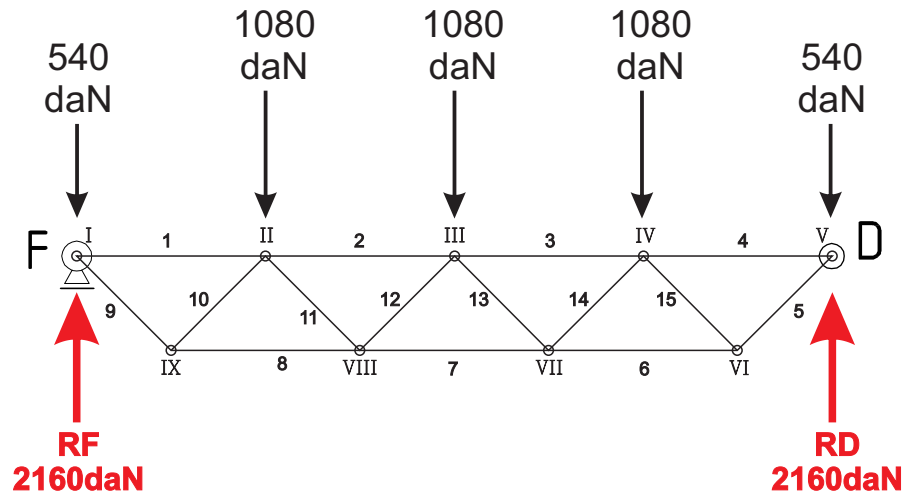 540
daN
1080
daN
1080
daN
1080
daN
540
daN
F
I
1
II
2
III
3
IV
4
V
D
9
10
11
12
13
14
15
5
IX
8
VIII
7
VII
6
VI
RF
2160daN
RD
2160daN